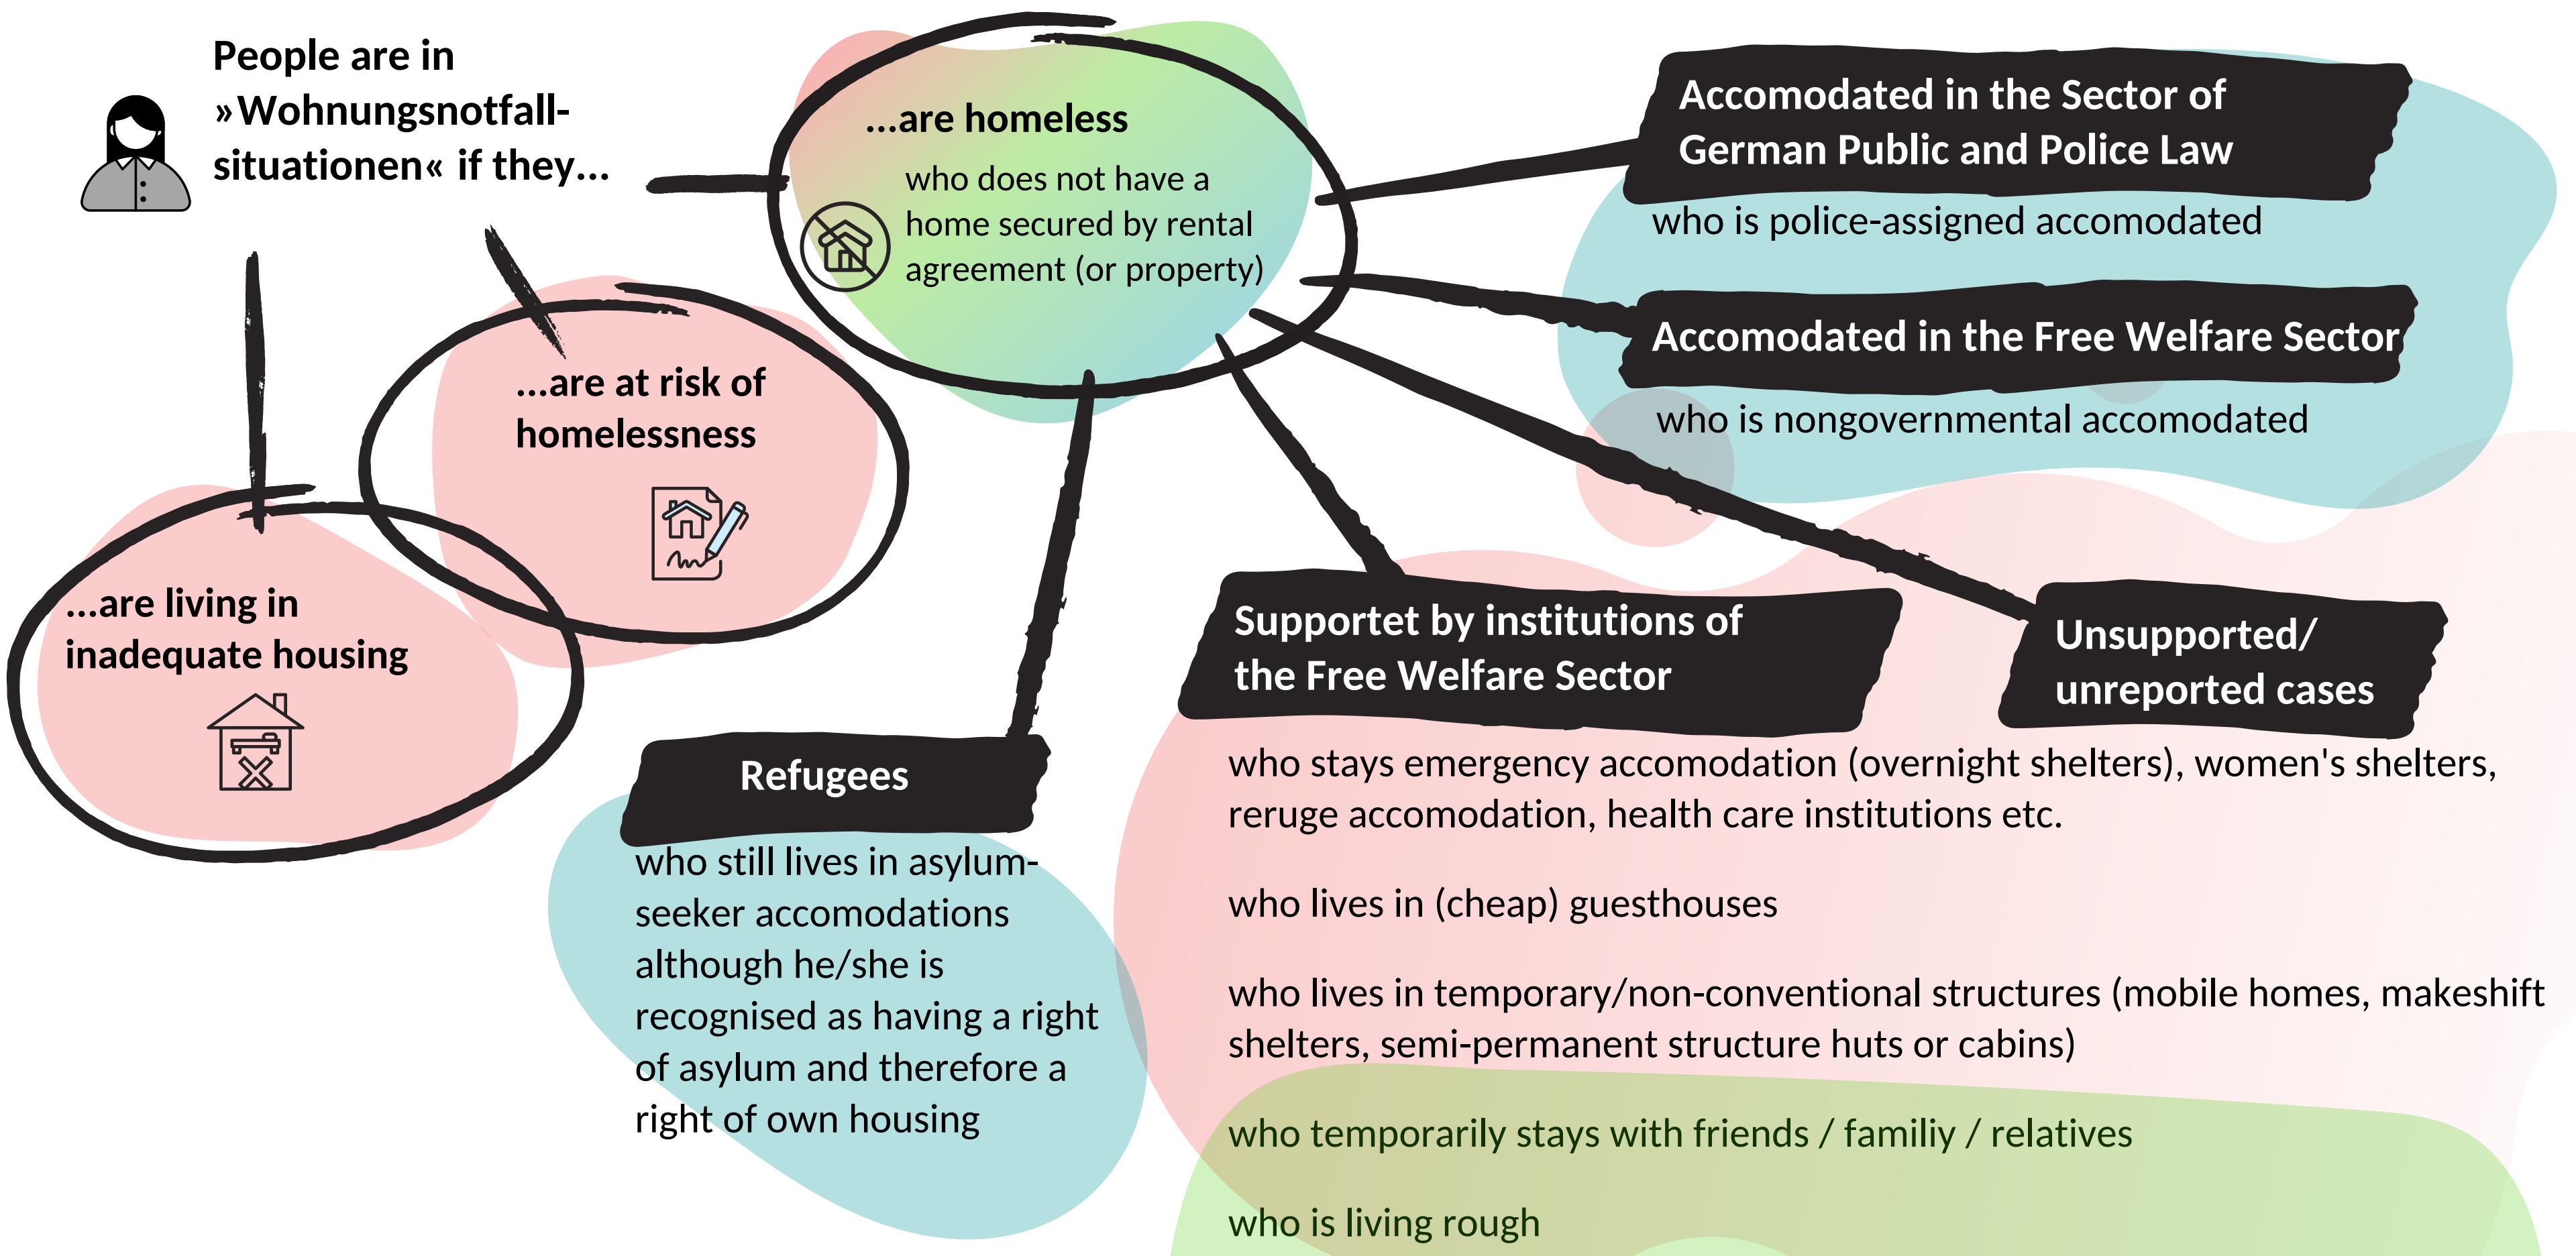 People are in
»Wohnungsnotfall-
situationen« if they...
...are homeless
who does not have a
home secured by rental
agreement (or property)
...are at risk of
homelessness
...are living in
inadequate housing
Accomodated in the Sector of
German Public and Police Law
who is police-assigned accomodated
Accomodated in the Free Welfare Sector
who is nongovernmental accomodated
Refugees
who still lives in asylum-
seeker accomodations
although he/she is
recognised as having a right
of asylum and therefore a
right of own housing
Supportet by institutions of
the Free Welfare Sector
Unsupported/
unreported cases
who stays emergency accomodation (overnight shelters), women's shelters,
reruge accomodation, health care institutions etc.
who lives in (cheap) guesthouses
who lives in temporary/non-conventional structures (mobile homes, makeshift
shelters, semi-permanent structure huts or cabins)
who temporarily stays with friends / familiy / relatives
who is living rough